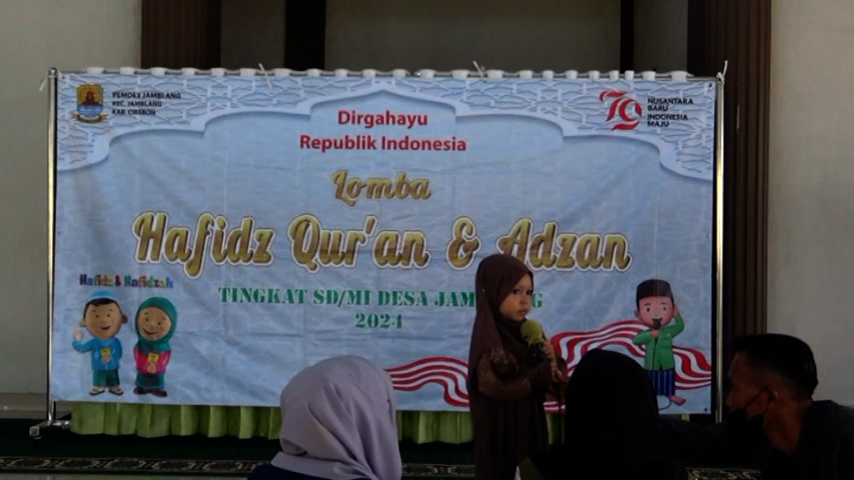 PEMDES JAMBLANG
KEC. JAMBLANG
KAB CIREBON
79
NUSANTARA
BARU
INDONESIA
MAJU
Dirgahayu
Republik Indonesia
Lomba
Hafidz Qur'an & Adzan
Hafidz & Hafidzah
TINGKAT SD/MI DESA
2024